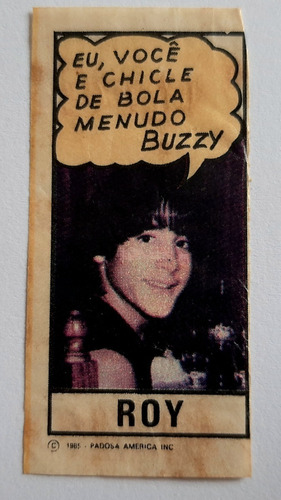 EU, VOCÊ
E CHICLE
DE BOLA
MENUDO
BUZZY
ROY
© 1985 - PADOSA AMERICA INC